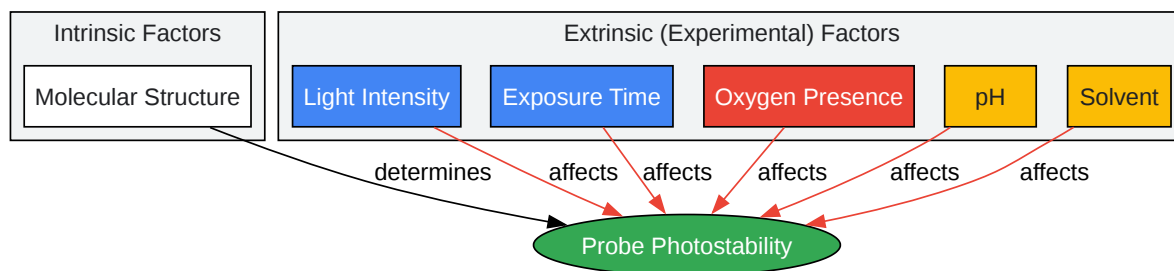 Intrinsic Factors
Extrinsic (Experimental) Factors
Molecular Structure
Light Intensity
Exposure Time
Oxygen Presence
pH
Solvent
determines
affects
affects
affects
affects
affects
Probe Photostability